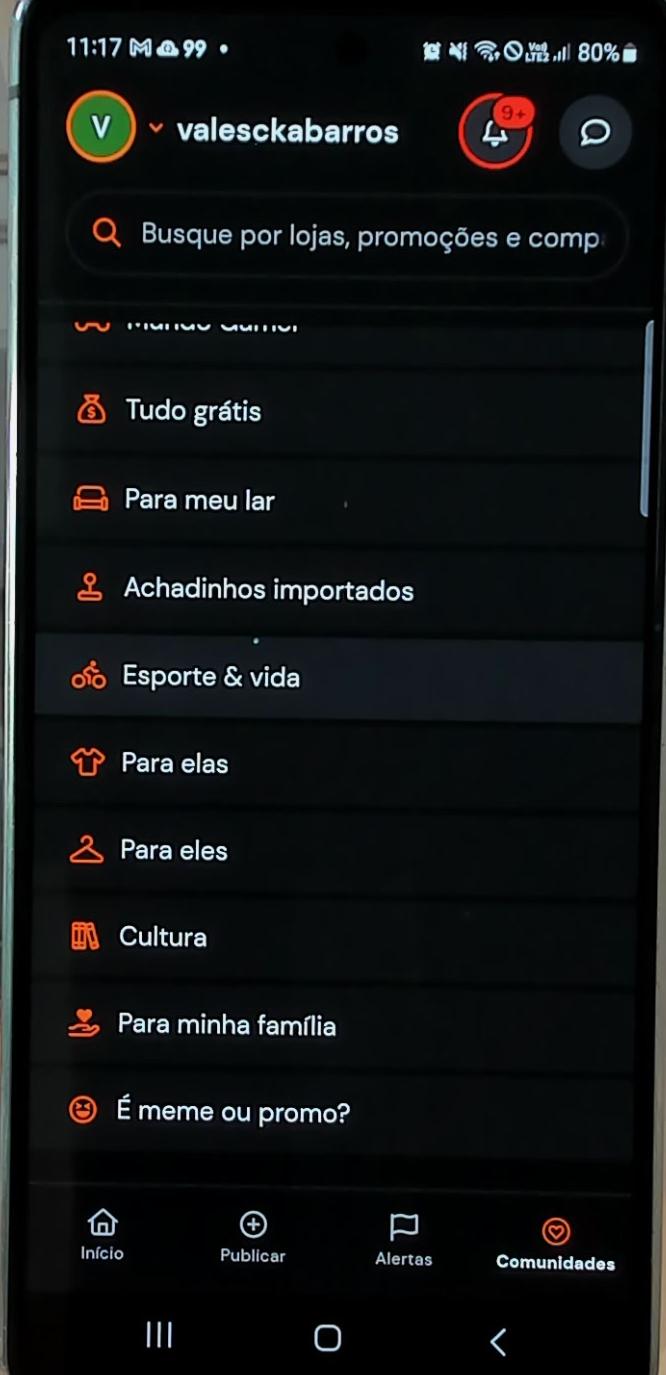 11:17 99
80%
V valesckabarros 9+
Busque por lojas, promoções e comp
Tudo grátis
Para meu lar
Achadinhos importados
Esporte & vida
Para elas
Para eles
Cultura
Para minha família
É meme ou promo?
Início Publicar Alertas Comunidades